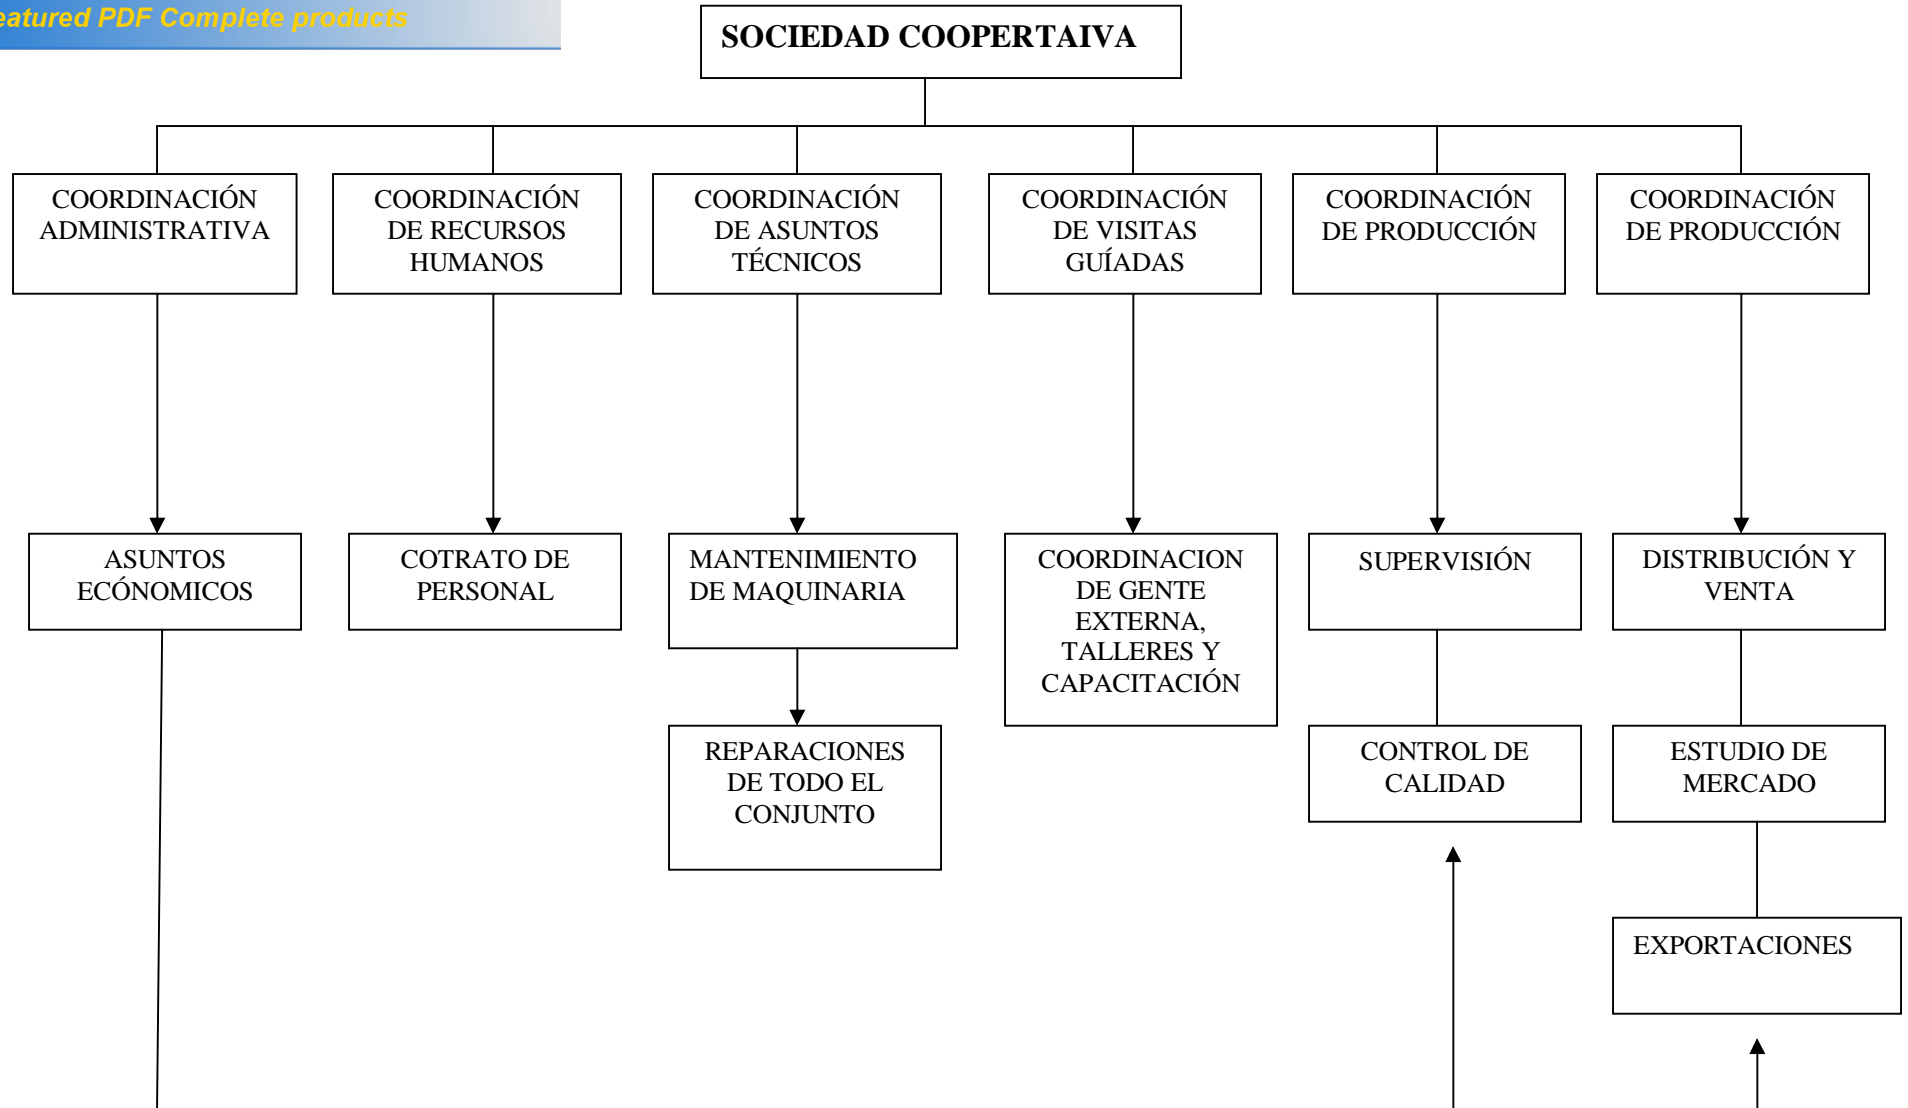 eatured PDF Complete products
SOCIEDAD COOPERTAIVA
COORDINACIÓN
ADMINISTRATIVA
COORDINACIÓN
DE RECURSOS
HUMANOS
COORDINACIÓN
DE ASUNTOS
TÉCNICOS
COORDINACIÓN
DE VISITAS
GUÍADAS
COORDINACIÓN
DE PRODUCCIÓN
COORDINACIÓN
DE PRODUCCIÓN
ASUNTOS
ECÓNOMICOS
COTRATO DE
PERSONAL
MANTENIMIENTO
DE MAQUINARIA
COORDINACION
DE GENTE
EXTERNA,
TALLERES Y
CAPACITACIÓN
SUPERVISIÓN
DISTRIBUCIÓN Y
VENTA
REPARACIONES
DE TODO EL
CONJUNTO
CONTROL DE
CALIDAD
ESTUDIO DE
MERCADO
EXPORTACIONES